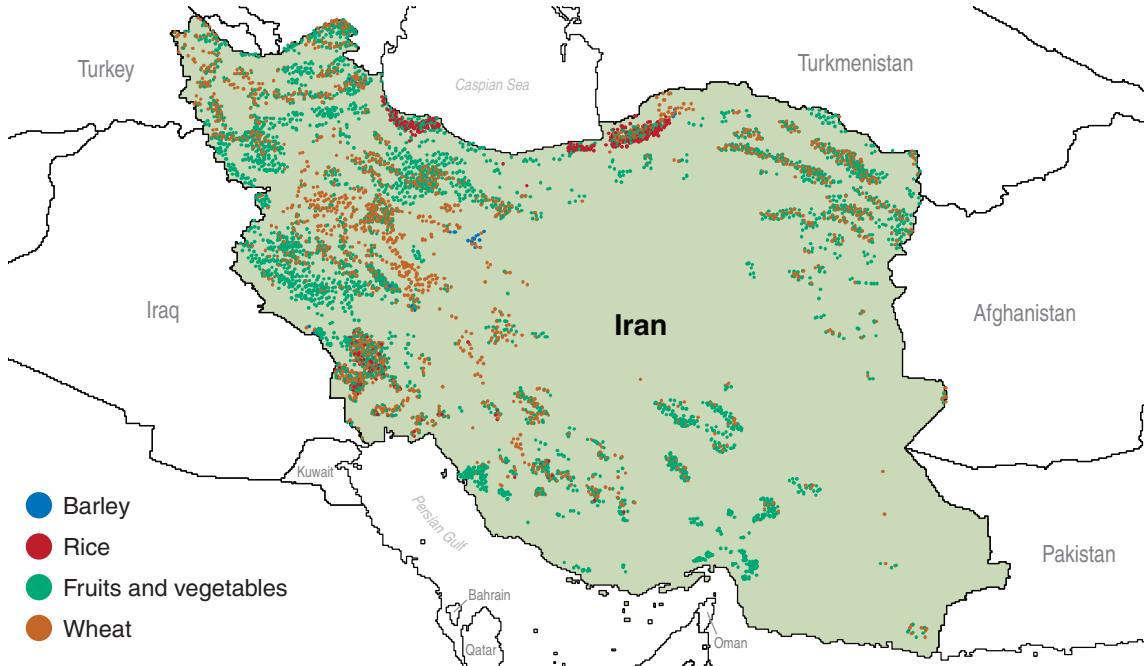 Turkey
Caspian Sea
Turkmenistan
Iraq
Iran
Afghanistan
Kuwait
Persian Gulf
Pakistan
Bahrain
Qatar
Oman
Barley
Rice
Fruits and vegetables
Wheat